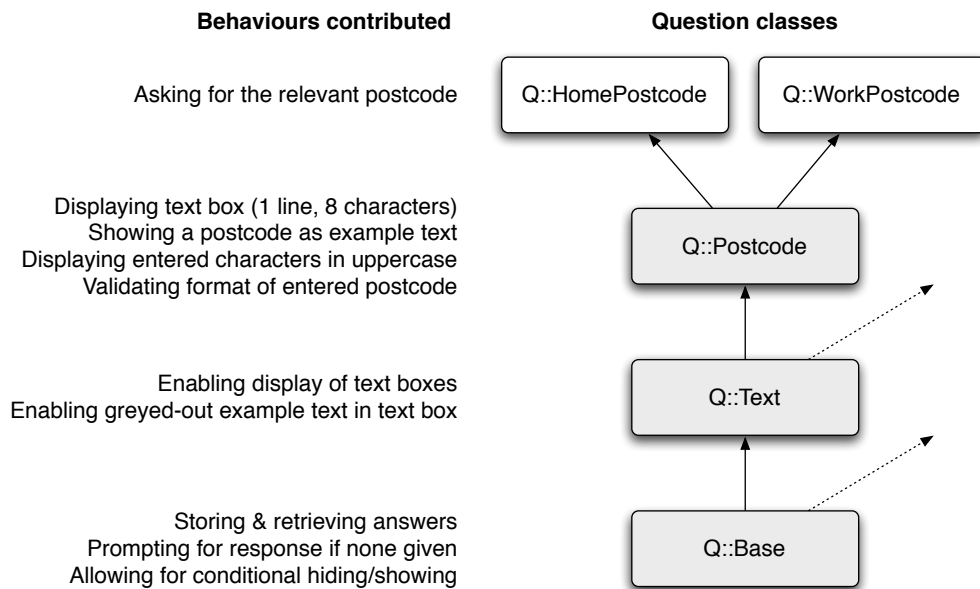 Behaviours contributed
Question classes
Asking for the relevant postcode
Q::HomePostcode
Q::WorkPostcode
Displaying text box (1 line, 8 characters)
Showing a postcode as example text
Displaying entered characters in uppercase
Validating format of entered postcode
Q::Postcode
Enabling display of text boxes
Enabling greyed-out example text in text box
Q::Text
Storing & retrieving answers
Prompting for response if none given
Allowing for conditional hiding/showing
Q::Base